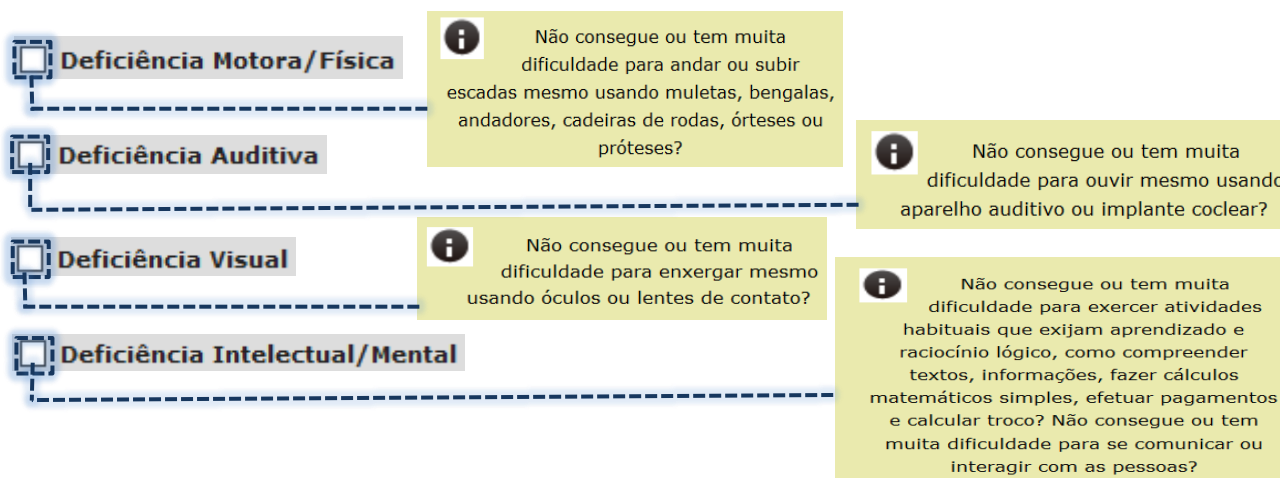 Deficiência Motora/Física
Não consegue ou tem muita
dificuldade para andar ou subir
escadas mesmo usando muletas, bengalas,
andadores, cadeiras de rodas, órteses ou
próteses?
Deficiência Auditiva
Não consegue ou tem muita
dificuldade para ouvir mesmo usando
aparelho auditivo ou implante coclear?
Deficiência Visual
Não consegue ou tem muita
dificuldade para enxergar mesmo
usando óculos ou lentes de contato?
Deficiência Intelectual/Mental
Não consegue ou tem muita
dificuldade para exercer atividades
habituais que exijam aprendizado e
raciocínio lógico, como compreender
textos, informações, fazer cálculos
matemáticos simples, efetuar pagamentos
e calcular troco? Não consegue ou tem
muita dificuldade para se comunicar ou
interagir com as pessoas?